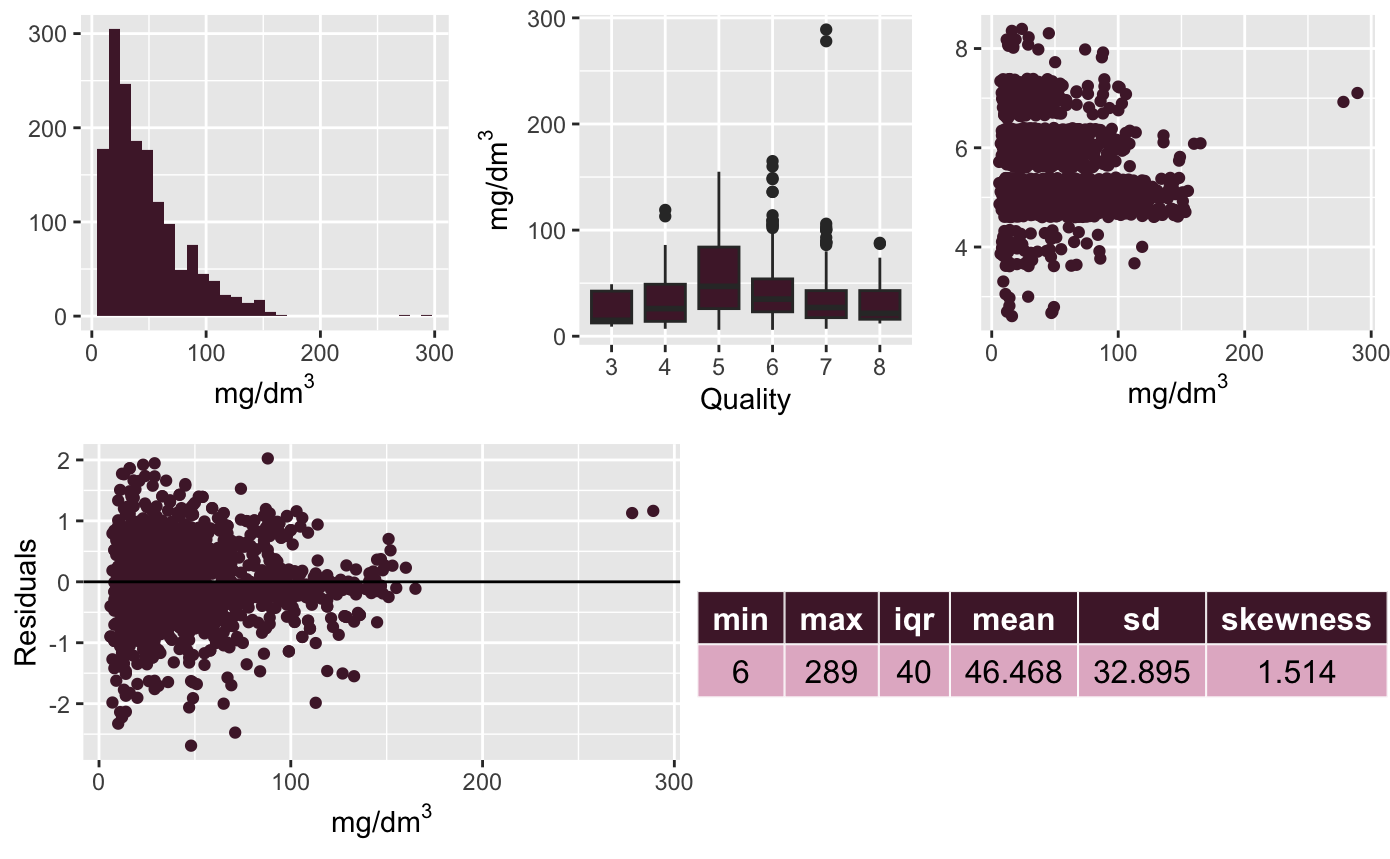 300
200
100
0
0 100 200 300
mg/dm³
mg/dm³
300
200
100
0
3 4 5 6 7 8
Quality
8
6
4
0 100 200 300
mg/dm³
Residuals
2
1
0
-1
-2
0 100 200 300
mg/dm³
min max iqr mean sd skewness
6 289 40 46.468 32.895 1.514